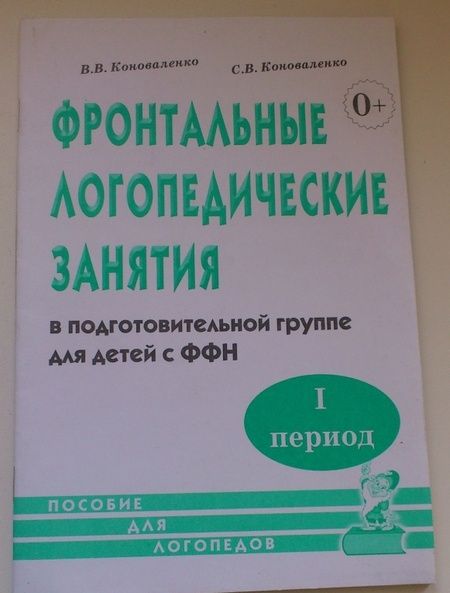 В.В. Коноваленко С.В. Коноваленко
0+
ФРОНТАЛЬНЫЕ
ЛОГОПЕДИЧЕСКИЕ
ЗАНЯТИЯ
в подготовительной группе
для детей с ФФН
I
период
ПОСОБИЕ
ДЛЯ
ЛОГОПЕДОВ